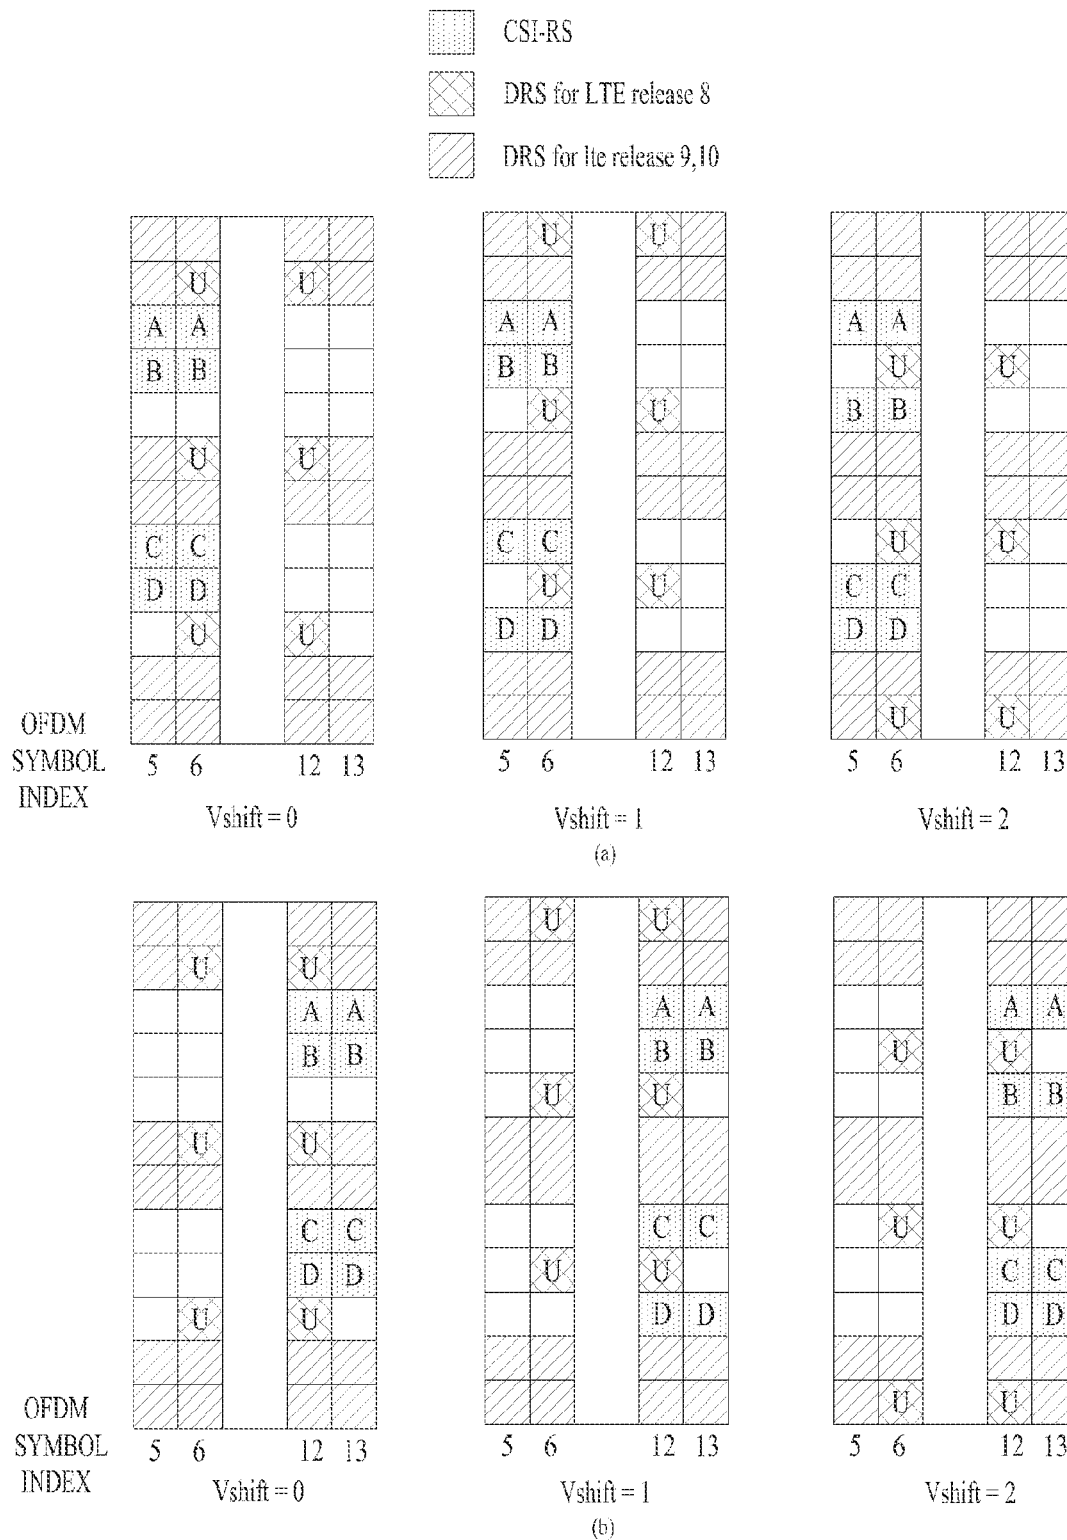 CSI-RS
DRS for LTE release 8
DRS for lte release 9,10
U U
A A
B B
U U
C C
D D
U U
OFDM SYMBOL INDEX
5 6 12 13
Vshift = 0
U U
A A
B B
U U
C C
U U
D D
5 6 12 13
Vshift = 1
A A
U U
B B
U U
C C
D D
U U
5 6 12 13
Vshift = 2
(a)
U U
A A
B B
U U
C C
D D
U U
OFDM SYMBOL INDEX
5 6 12 13
Vshift = 0
U U
A A
B B
U U
C C
U U
D D
5 6 12 13
Vshift = 1
A A
U U
B B
U U
C C
D D
U U
5 6 12 13
Vshift = 2
(b)